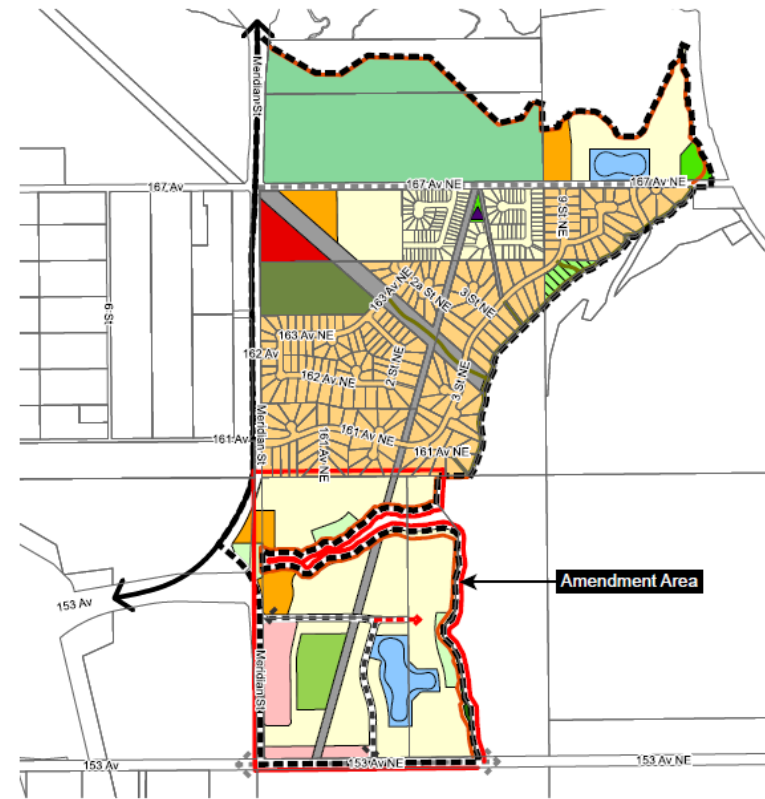 Meridian St
167 Av
167 Av NE
167 Av NE
9 St NE
6 St
163 Av NE
2a St NE
3 St NE
163 Av NE
162 Av
162 Av NE
2 St NE
3 St NE
Meridian St
161 Av
161 Av NE
161 Av NE
161 Av NE
Amendment Area
153 Av
Meridian St
153 Av
153 Av NE
153 Av NE